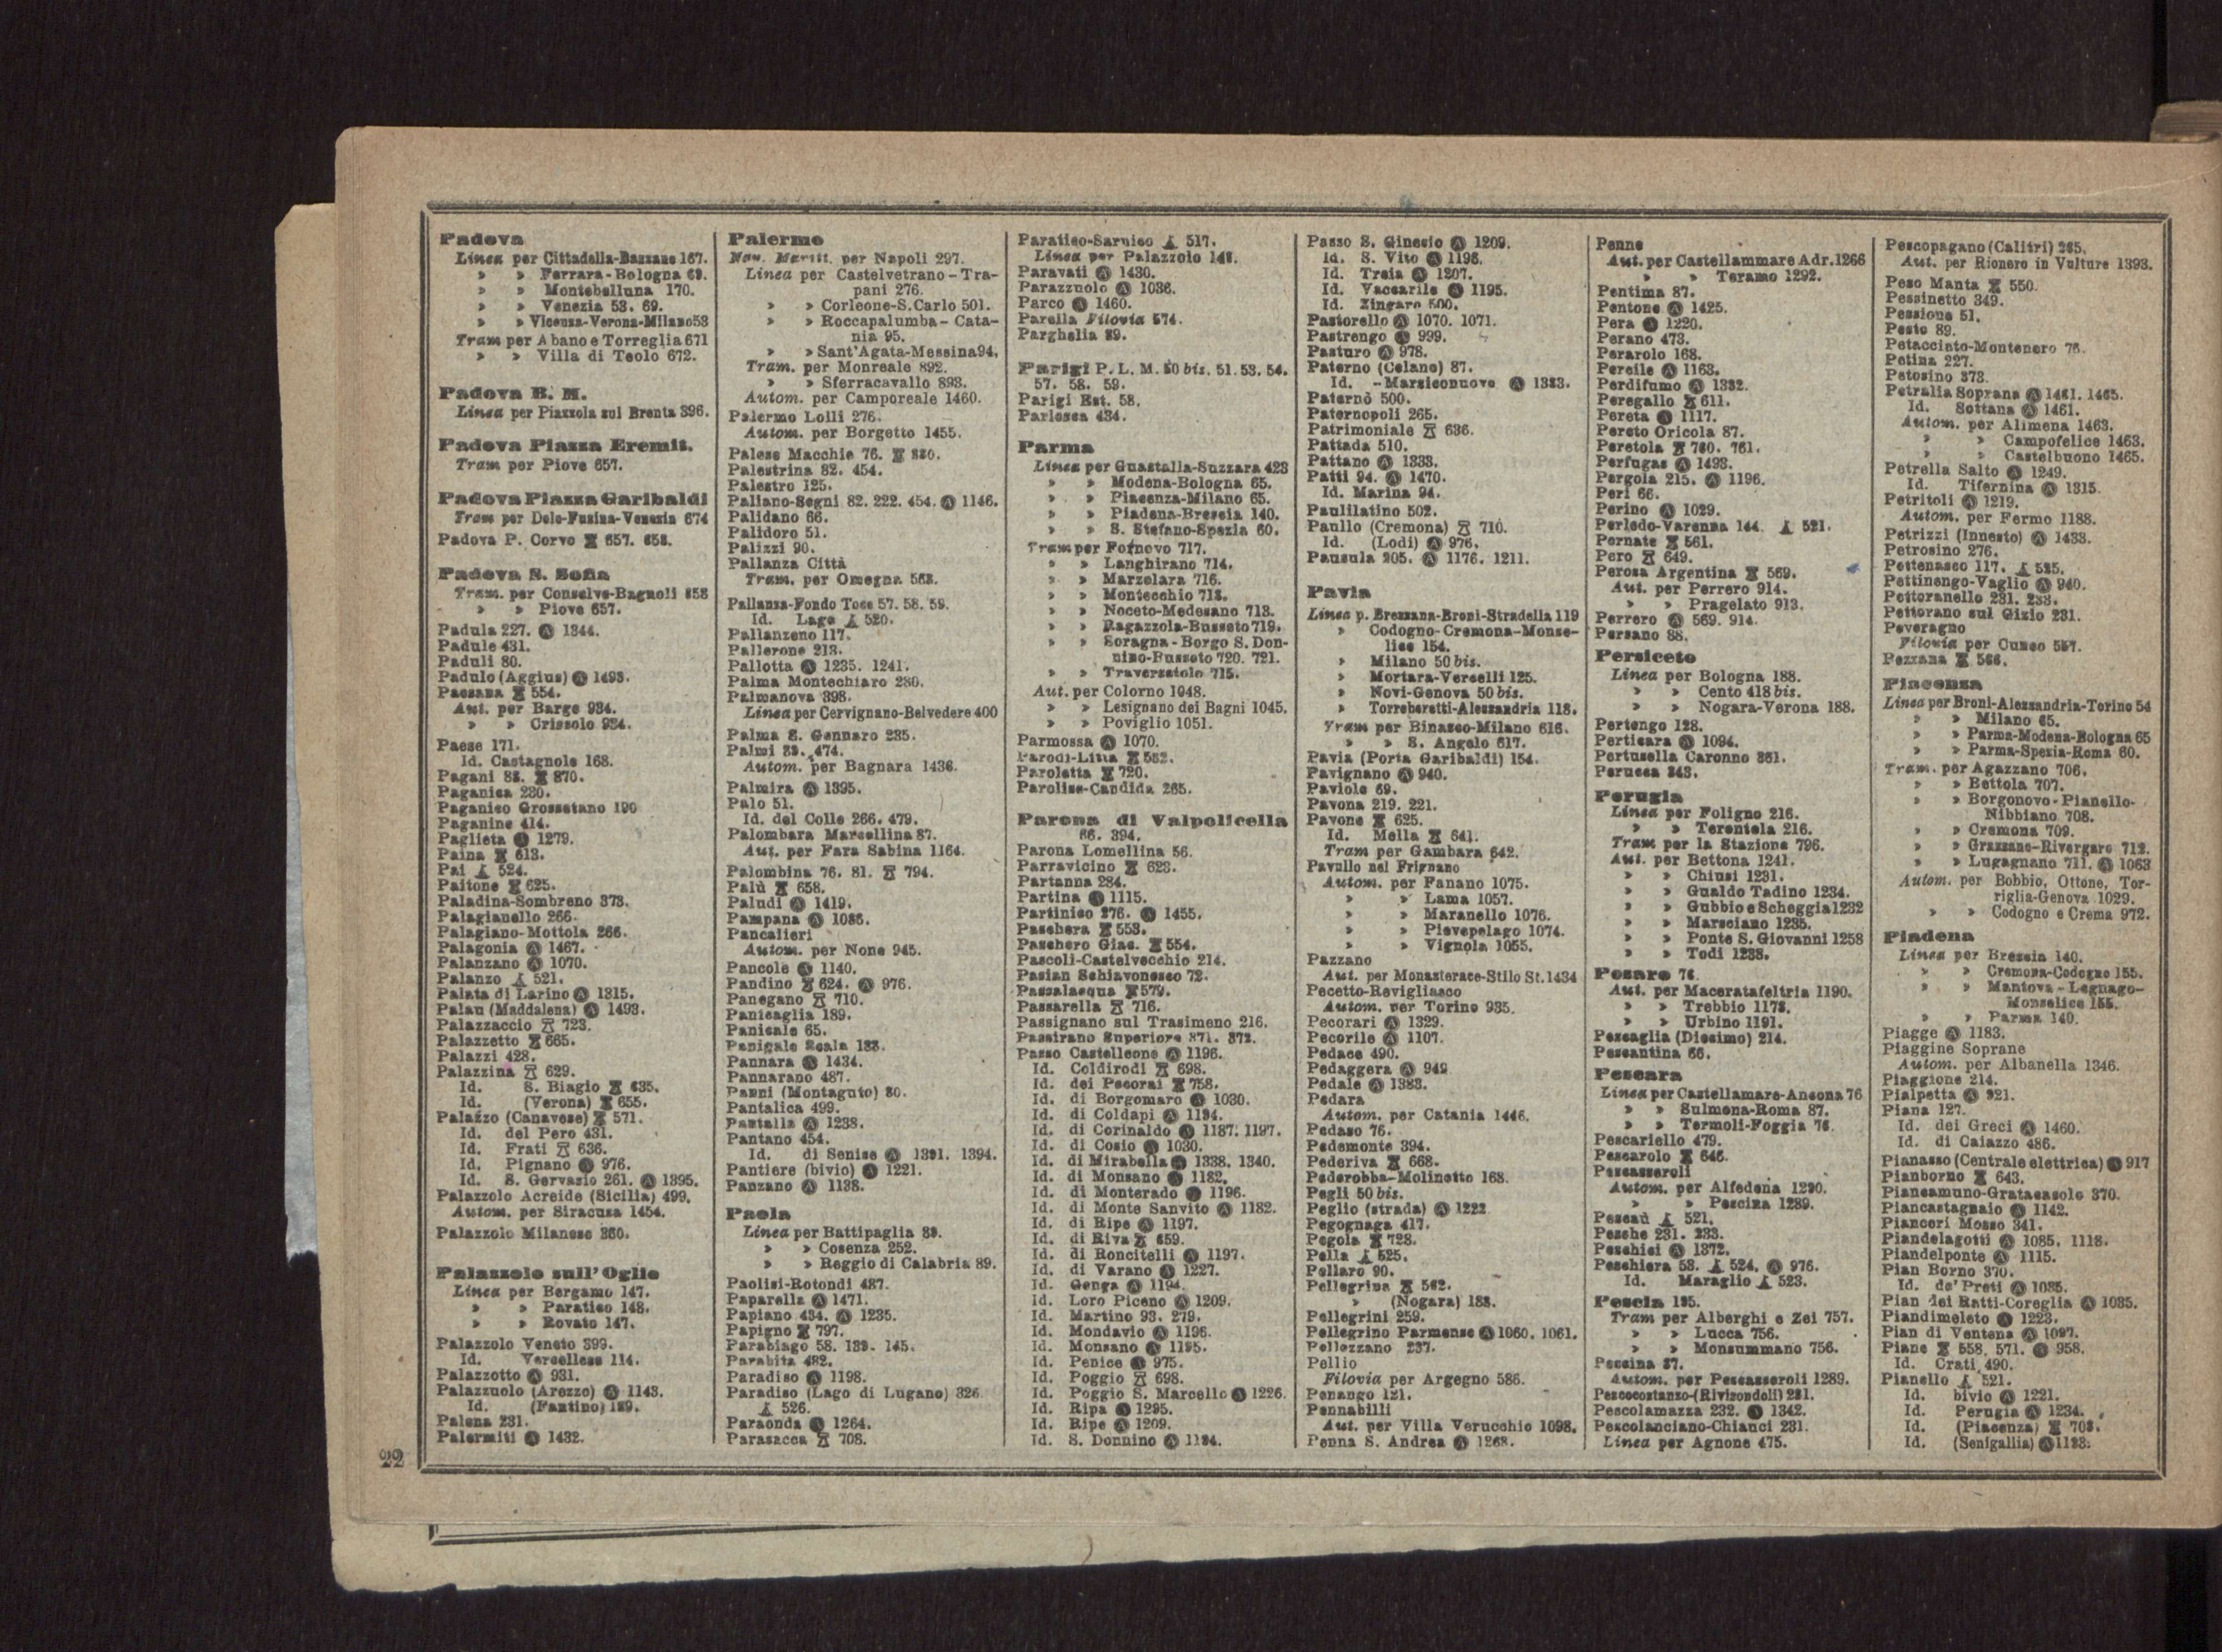 Padova
Linea per Cittadella-Bassano 167.
» » Ferrara-Bologna 69.
» » Montebelluna 170.
» » Venezia 53. 69.
» » Vicenza-Verona-Milano 53
Tram per Abano e Torreglia 671
» » Villa di Teolo 672.
Padova B. M.
Linea per Piazzola sul Brenta 396.
Padova Piazza Eremit.
Tram per Piove 657.
Padova Piazza Garibaldi
Tram per Dolo-Fusina-Venezia 674
Padova P. Corvo 657. 658.
Padova S. Sofia
Tram. per Conselve-Bagnoli 658
» » Piove 657.
Padula 227. Ⓐ 1344.
Padule 431.
Paduli 80.
Padulo (Aggius) Ⓐ 1493.
Paesana 554.
Aut. per Barge 934.
» » Crissolo 934.
Paese 171.
Id. Castagnole 168.
Pagani 88. 870.
Paganica 230.
Paganico Grossetano 190
Paganine 414.
Paglieta Ⓐ 1279.
Paina 613.
Pai 524.
Paitone 625.
Paladina-Sombreno 373.
Palagianello 266.
Palagiano-Mottola 266.
Palagonia Ⓐ 1467.
Palanzano Ⓐ 1070.
Palanzo 521.
Palata di Larino Ⓐ 1315.
Palau (Maddalena) Ⓐ 1493.
Palazzaccio 723.
Palazzetto 665.
Palazzi 428.
Palazzina 629.
Id. S. Biagio 635.
Id. (Verona) 655.
Palazzo (Canavese) 571.
Id. del Pero 431.
Id. Frati 636.
Id. Pignano Ⓐ 976.
Id. S. Gervasio 261. Ⓐ 1395.
Palazzolo Acreide (Sicilia) 499.
Autom. per Siracusa 1454.
Palazzolo Milanese 360.
Palazzolo sull'Oglio
Linea per Bergamo 147.
» » Paratico 148.
» » Rovato 147.
Palazzolo Veneto 399.
Id. Vercellese 114.
Palazzotto Ⓐ 931.
Palazzuolo (Arezzo) Ⓐ 1143.
Id. (Fantino) 189.
Palena 231.
Palermiti Ⓐ 1432.
Palermo
Nav. Maritt. per Napoli 297.
Linea per Castelvetrano-Tra-
pani 276.
» » Corleone-S. Carlo 501.
» » Roccapalumba-Cata-
nia 95.
» » Sant'Agata-Messina 94.
Tram. per Monreale 892.
» » Sferracavallo 893.
Autom. per Camporeale 1460.
Palermo Lolli 276.
Autom. per Borgetto 1455.
Palese Macchie 76. 880.
Palestrina 82. 454.
Palestro 125.
Paliano-Segni 82. 222. 454. Ⓐ 1146.
Palidano 66.
Palidoro 51.
Palizzi 90.
Pallanza Città
Tram. per Omegna 563.
Pallanza-Fondo Toce 57. 58. 59.
Id. Lago 520.
Pallanzeno 117.
Pallerone 213.
Pallotta Ⓐ 1235. 1241.
Palma Montechiaro 280.
Palmanova 398.
Linea per Cervignano-Belvedere 400
Palma S. Gennaro 235.
Palmi 89. 474.
Autom. per Bagnara 1436.
Palmira Ⓐ 1395.
Palo 51.
Id. del Colle 266. 479.
Palombara Marcellina 87.
Aut. per Fara Sabina 1164.
Palombina 76. 81. 794.
Palù 658.
Paludi Ⓐ 1419.
Pampana Ⓐ 1086.
Pancalieri
Autom. per None 945.
Pancole Ⓐ 1140.
Pandino 624. Ⓐ 976.
Panegano 710.
Panicaglia 189.
Panicale 65.
Panigale Scala 188.
Pannara Ⓐ 1434.
Pannarano 487.
Panni (Montaguto) 80.
Pantalica 499.
Pantalla Ⓐ 1238.
Pantano 454.
Id. di Senise Ⓐ 1391. 1394.
Pantiere (bivio) Ⓐ 1221.
Panzano Ⓐ 1138.
Paola
Linea per Battipaglia 89.
» » Cosenza 252.
» » Reggio di Calabria 89.
Paolisi-Rotondi 487.
Paparella Ⓐ 1471.
Papiano 434. Ⓐ 1235.
Papigno 797.
Parabiago 58. 139. 145.
Parabita 482.
Paradiso Ⓐ 1198.
Paradiso (Lago di Lugano) 326
526.
Paraonda Ⓐ 1264.
Parasacca 708.
Paratico-Sarnico 517.
Linea per Palazzolo 148.
Paravati Ⓐ 1430.
Parazzuolo Ⓐ 1036.
Parco Ⓐ 1460.
Parella Filovia 574.
Parghelia 89.
Parigi P. L. M. 50 bis. 51. 53. 54.
57. 58. 59.
Parigi Est. 58.
Parlesca 434.
Parma
Linea per Guastalla-Suzzara 423
» » Modena-Bologna 65.
» » Piacenza-Milano 65.
» » Piadena-Brescia 140.
» » S. Stefano-Spezia 60.
Tram per Fornovo 717.
» » Langhirano 714.
» » Marzolara 716.
» » Montecchio 713.
» » Noceto-Medesano 718.
» » Ragazzola-Busseto 719.
» » Soragna-Borgo S. Don-
nino-Busseto 720. 721.
» » Traversetolo 715.
Aut. per Colorno 1048.
» » Lesignano dei Bagni 1045.
» » Poviglio 1051.
Parmossa Ⓐ 1070.
Parodi-Litta 552.
Paroletta 720.
Parolise-Candida 265.
Parona di Valpolicella
66. 394.
Parona Lomellina 56.
Parravicino 623.
Partanna 284.
Partina Ⓐ 1115.
Partinico 276. Ⓐ 1455.
Paschera 553.
Paschero Giac. 554.
Pascoli-Castelvecchio 214.
Pasian Schiavonesco 72.
Passalacqua 579.
Passarella 716.
Passignano sul Trasimeno 216.
Passirano Superiore 371. 372.
Passo Castelleone Ⓐ 1196.
Id. Coldirodi 698.
Id. dei Pecorai 758.
Id. di Borgomaro Ⓐ 1030.
Id. di Coldapi Ⓐ 1194.
Id. di Corinaldo Ⓐ 1187. 1197.
Id. di Cosio Ⓐ 1030.
Id. di Mirabella Ⓐ 1338. 1340.
Id. di Monsano Ⓐ 1182.
Id. di Monterado Ⓐ 1196.
Id. di Monte Sanvito Ⓐ 1182.
Id. di Ripe Ⓐ 1197.
Id. di Riva 659.
Id. di Roncitelli Ⓐ 1197.
Id. di Varano Ⓐ 1227.
Id. Genga Ⓐ 1194.
Id. Loro Piceno Ⓐ 1209.
Id. Martino 93. 279.
Id. Mondavio Ⓐ 1196.
Id. Monsano Ⓐ 1195.
Id. Penice Ⓐ 975.
Id. Poggio 698.
Id. Poggio S. Marcello Ⓐ 1226.
Id. Ripa Ⓐ 1295.
Id. Ripe Ⓐ 1209.
Id. S. Donnino Ⓐ 1194.
Passo S. Ginesio Ⓐ 1209.
Id. S. Vito Ⓐ 1196.
Id. Treia Ⓐ 1207.
Id. Vaccarile Ⓐ 1195.
Id. Zingaro 500.
Pastorello Ⓐ 1070. 1071.
Pastrengo Ⓐ 999.
Pasturo Ⓐ 978.
Paterno (Celano) 87.
Id. -Marsiconuovo Ⓐ 1383.
Paternò 500.
Paternopoli 265.
Patrimoniale 636.
Pattada 510.
Pattano Ⓐ 1333.
Patti 94. Ⓐ 1470.
Id. Marina 94.
Paulilatino 502.
Paullo (Cremona) 710.
Id. (Lodi) Ⓐ 976.
Pausula 205. Ⓐ 1176. 1211.
Pavia
Linea p. Bressana-Broni-Stradella 119
» Codogno-Cremona-Monse-
lice 154.
» Milano 50 bis.
» Mortara-Vercelli 125.
» Novi-Genova 50 bis.
» Torreberetti-Alessandria 118.
Tram per Binasco-Milano 616.
» » S. Angelo 617.
Pavia (Porta Garibaldi) 154.
Pavignano Ⓐ 940.
Paviole 69.
Pavona 219. 221.
Pavone 625.
Id. Mella 641.
Tram per Gambara 642.
Pavullo nel Frignano
Autom. per Fanano 1075.
» » Lama 1057.
» » Maranello 1076.
» » Pievepelago 1074.
» » Vignola 1055.
Pazzano
Aut. per Monasterace-Stilo St. 1434
Pecetto-Revigliasco
Autom. per Torino 935.
Pecorari Ⓐ 1329.
Pecorile Ⓐ 1107.
Pedace 490.
Pedaggera Ⓐ 949
Pedale Ⓐ 1383.
Pedara
Autom. per Catania 1446.
Pedaso 76.
Pedemonte 394.
Pederiva 668.
Pederobba-Molinetto 168.
Pegli 50 bis.
Peglio (strada) Ⓐ 1222
Pegognaga 417.
Pegola 728.
Pella 525.
Pellaro 90.
Pellegrina 562.
» (Nogara) 188.
Pellegrini 259.
Pellegrino Parmense Ⓐ 1060. 1061.
Pellezzano 237.
Pellio
Filovia per Argegno 586.
Penango 121.
Pennabilli
Aut. per Villa Verucchio 1098.
Penna S. Andrea Ⓐ 1268.
Penne
Aut. per Castellammare Adr. 1266
» » Teramo 1292.
Pentima 87.
Pentone Ⓐ 1425.
Pera Ⓐ 1220.
Perano 473.
Pararolo 168.
Percile Ⓐ 1163.
Perdifumo Ⓐ 1332.
Peregallo 611.
Pereta Ⓐ 1117.
Pereto Oricola 87.
Peretola 760. 761.
Perfugas Ⓐ 1493.
Pergola 215. Ⓐ 1196.
Peri 66.
Perino Ⓐ 1029.
Perledo-Varenna 144. 521.
Pernate 561.
Pero 649.
Perosa Argentina 569.
Aut. per Perrero 914.
» » Pragelato 913.
Perrero Ⓐ 569. 914.
Persano 88.
Persiceto
Linea per Bologna 188.
» » Cento 418 bis.
» » Nogara-Verona 188.
Pertengo 128.
Perticara Ⓐ 1094.
Pertusella Caronno 361.
Perucca 343.
Perugia
Linea per Foligno 216.
» » Terontola 216.
Tram per la Stazione 796.
Aut. per Bettona 1241.
» » Chiusi 1231.
» » Gualdo Tadino 1234.
» » Gubbio e Scheggia 1232
» » Marsciano 1235.
» » Ponte S. Giovanni 1258
» » Todi 1238.
Pesaro 76.
Aut. per Maceratafeltria 1190.
» » Trebbio 1178.
» » Urbino 1191.
Pescaglia (Diecimo) 214.
Pescantina 66.
Pescara
Linea per Castellamare-Ancona 76
» » Sulmona-Roma 87.
» » Termoli-Foggia 76.
Pescariello 479.
Pescarolo 646.
Pescasseroli
Autom. per Alfedena 1290.
» » Pescina 1289.
Pescaù 521.
Pesche 231. 233.
Peschici Ⓐ 1372.
Peschiera 53. 524. Ⓐ 976.
Id. Maraglio 523.
Pescia 195.
Tram per Alberghi e Zei 757.
» » Lucca 756.
» » Monsummano 756.
Pescina 87.
Autom. per Pescasseroli 1289.
Pescocostanzo-(Rivisondoli) 231.
Pescolamazza 232. Ⓐ 1342.
Pescolanciano-Chianci 231.
Linea per Agnone 475.
Pescopagano (Calitri) 265.
Aut. per Rionero in Vulture 1393.
Peso Manta 550.
Pessinetto 349.
Pessione 51.
Pesto 89.
Petacciato-Montenero 76.
Petina 227.
Petosino 373.
Petralia Soprana Ⓐ 1461. 1465.
Id. Sottana Ⓐ 1461.
Autom. per Alimena 1463.
» » Campofelice 1463.
» » Castelbuono 1465.
Petrella Salto Ⓐ 1249.
Id. Tifernina Ⓐ 1315.
Petritoli Ⓐ 1219.
Autom. per Fermo 1188.
Petrizzi (Innesto) Ⓐ 1433.
Petrosino 276.
Pettenasco 117. 525.
Pettinengo-Vaglio Ⓐ 940.
Pettoranello 231. 233.
Pettorano sul Gizio 231.
Peveragno
Filovia per Cuneo 587.
Pezzana 566.
Piacenza
Linea per Broni-Alessandria-Torino 54
» » Milano 65.
» » Parma-Modena-Bologna 65
» » Parma-Spezia-Roma 60.
Tram. per Agazzano 706.
» » Bettola 707.
» » Borgonovo-Pianello-
Nibbiano 708.
» » Cremona 709.
» » Grazzano-Rivergaro 712.
» » Lugagnano 711. Ⓐ 1063
Autom. per Bobbio, Ottone, Tor-
riglia-Genova 1029.
» » Codogno e Crema 972.
Piadena
Linea per Brescia 140.
» » Cremona-Codogno 155.
» » Mantova-Legnago-
Monselice 155.
» » Parma 140.
Piagge Ⓐ 1183.
Piaggine Soprane
Autom. per Albanella 1346.
Piaggione 214.
Pialpetta Ⓐ 921.
Piana 127.
Id. dei Greci Ⓐ 1460.
Id. di Caiazzo 486.
Pianasso (Centrale elettrica) Ⓐ 917
Pianborno 643.
Piancamuno-Gratacasolo 370.
Piancastagnaio Ⓐ 1142.
Pianceri Mosso 341.
Piandelagotti Ⓐ 1085. 1118.
Piandelponte Ⓐ 1115.
Pian Borno 370.
Id. de' Preti Ⓐ 1035.
Pian dei Ratti-Coreglia Ⓐ 1035.
Piandimeleto Ⓐ 1223.
Pian di Ventena Ⓐ 1097.
Piane 558. 571. Ⓐ 958.
Id. Crati 490.
Pianello 521.
Id. bivio Ⓐ 1221.
Id. Perugia Ⓐ 1234.
Id. (Piacenza) 708.
Id. (Senigallia) Ⓐ 1183.
22